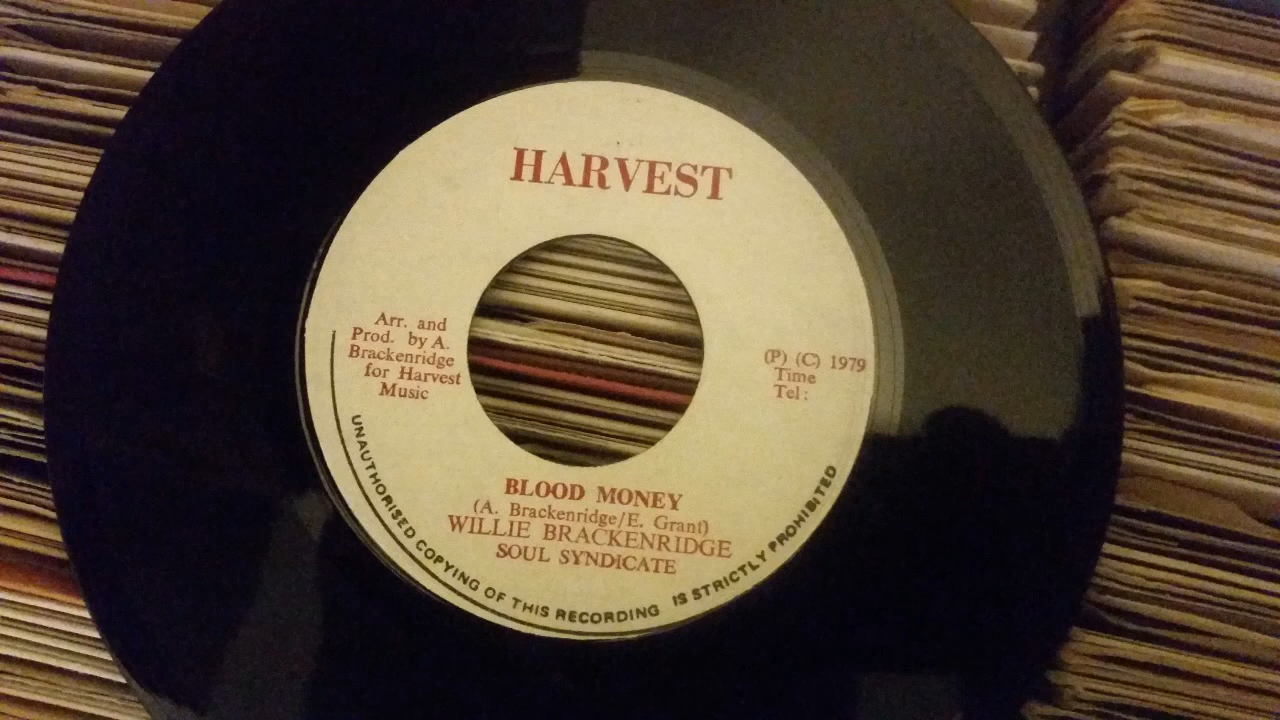 HARVEST
Arr. and
Prod. by A.
Brackenridge
for Harvest
Music
(P) (C) 1979
Time
Tel:
BLOOD MONEY
(A. Brackenridge/E. Grant)
WILLIE BRACKENRIDGE
SOUL SYNDICATE
UNAUTHORISED COPYING OF THIS RECORDING IS STRICTLY PROHIBITED